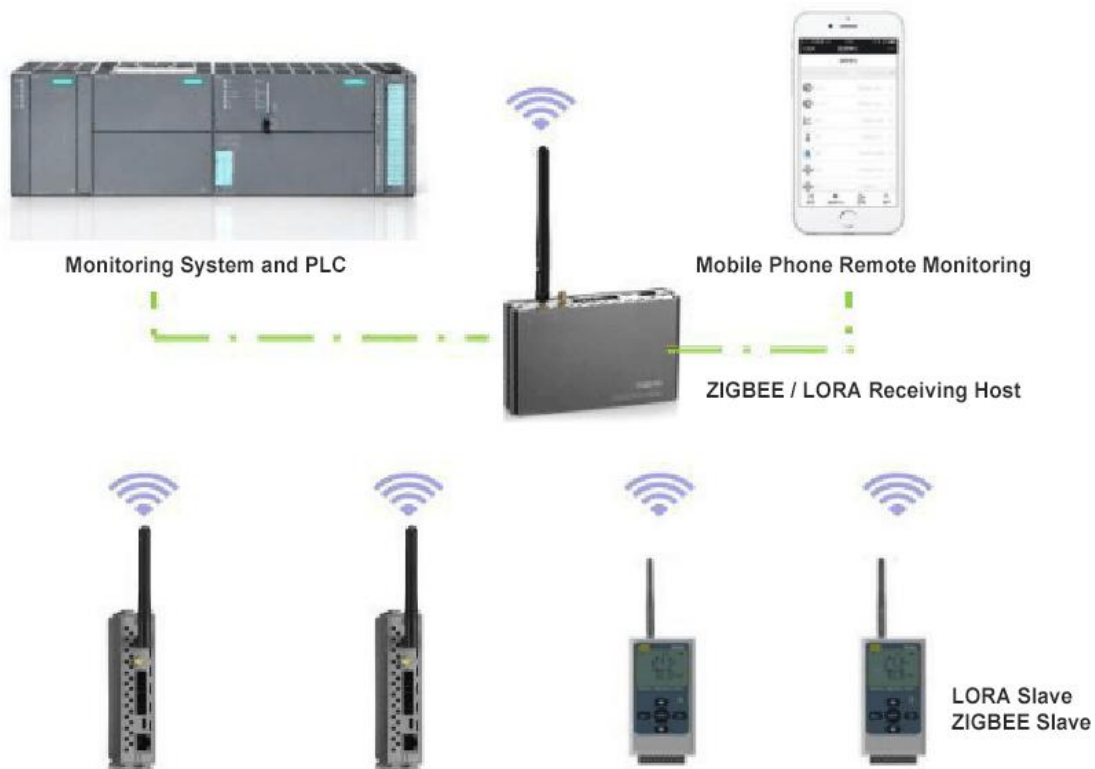 Monitoring System and PLC
Mobile Phone Remote Monitoring
ZIGBEE / LORA Receiving Host
LORA Slave
ZIGBEE Slave